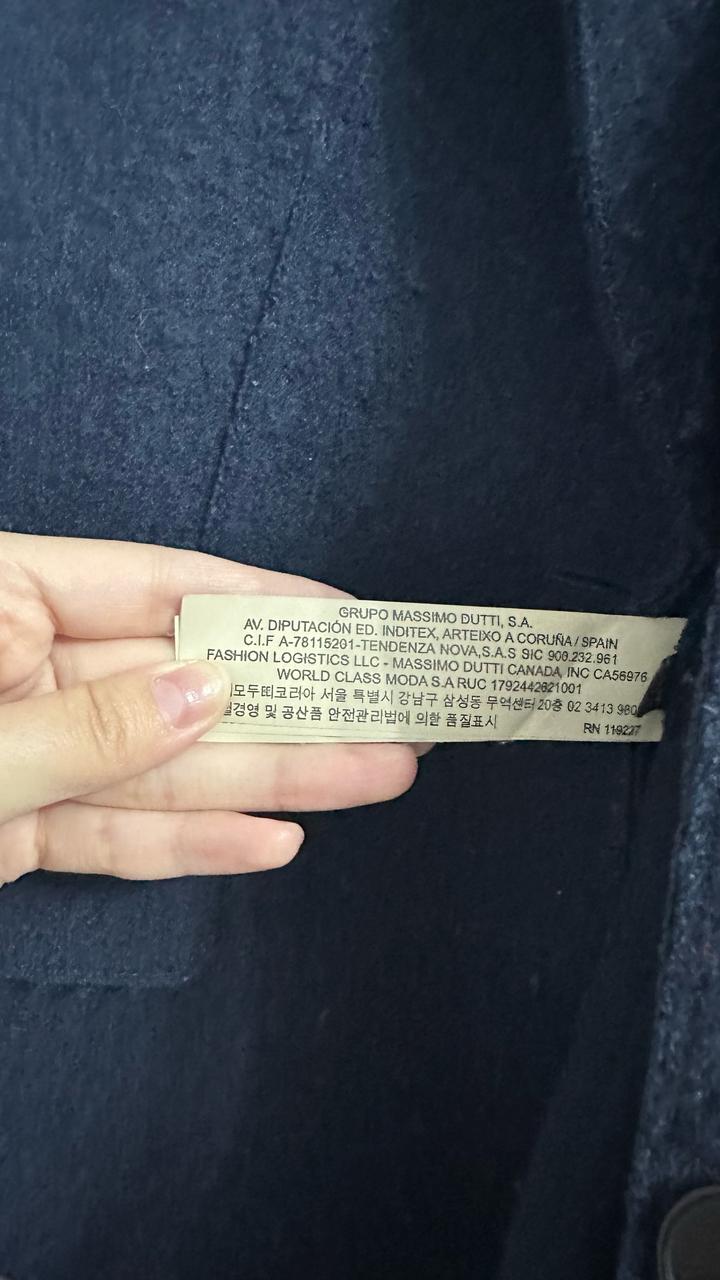 GRUPO MASSIMO DUTTI, S.A.
AV. DIPUTACIÓN ED. INDITEX, ARTEIXO A CORUÑA / SPAIN
C.I.F A-78115201-TENDENZA NOVA,S.A.S SIC 900.232.961
FASHION LOGISTICS LLC - MASSIMO DUTTI CANADA, INC CA56976
WORLD CLASS MODA S.A RUC 1792442621001
서울 특별시 강남구 삼성동 무역센터 20층 02 3413
및 공산품 안전관리법에 의한 품질표시
RN